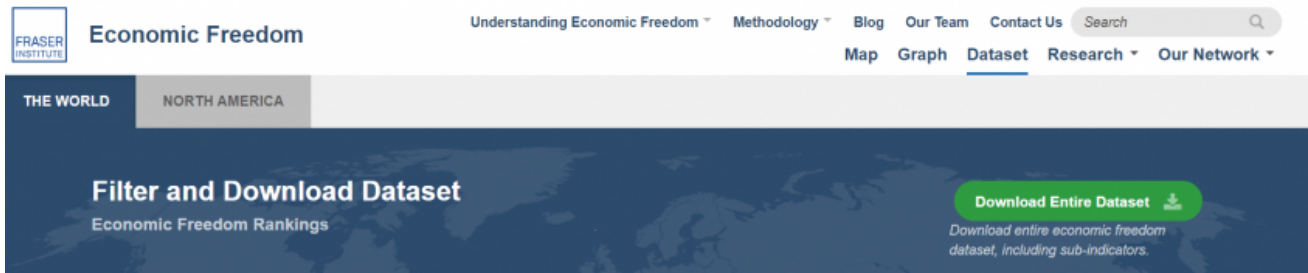 FRASER
INSTITUTE
Economic Freedom
Understanding Economic Freedom Methodology Blog Our Team Contact Us Search
Map Graph Dataset Research Our Network
THE WORLD NORTH AMERICA
Filter and Download Dataset
Economic Freedom Rankings
Download Entire Dataset
Download entire economic freedom
dataset, including sub-indicators.